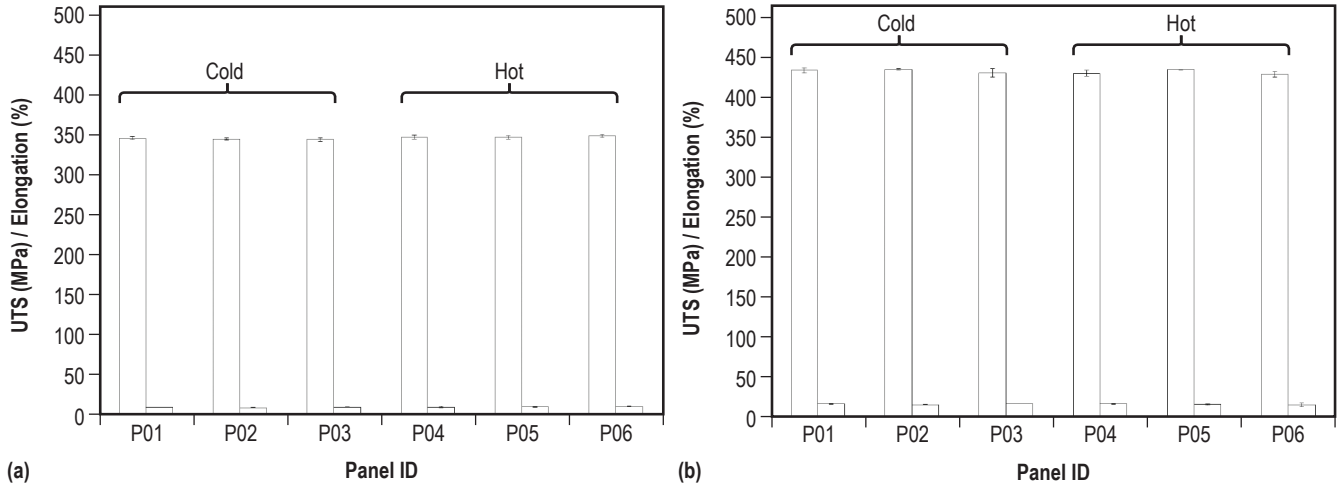 500
450
400
350
300
250
200
150
100
50
0
UTS (MPa) / Elongation (%)
Cold
Hot
P01 P02 P03 P04 P05 P06
Panel ID
(a)
500
450
400
350
300
250
200
150
100
50
0
UTS (MPa) / Elongation (%)
Cold
Hot
P01 P02 P03 P04 P05 P06
Panel ID
(b)